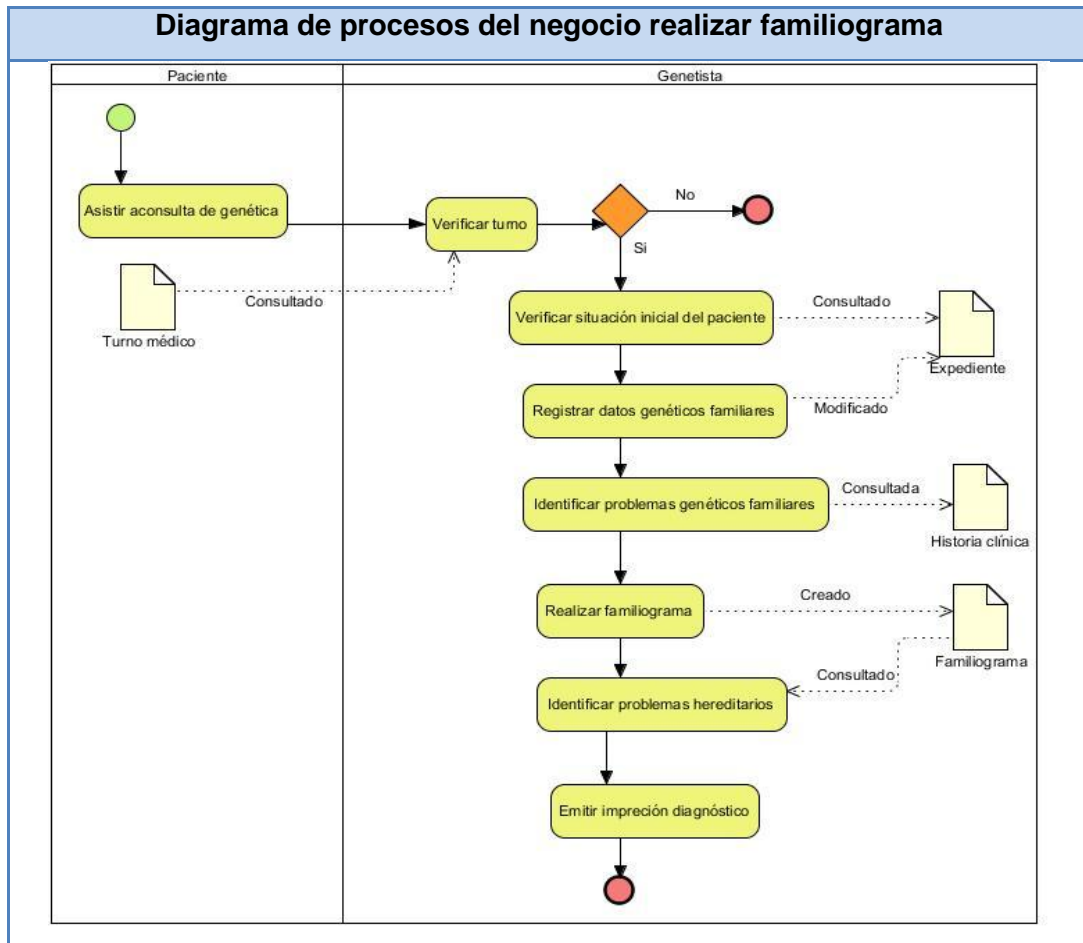 Diagrama de procesos del negocio realizar familiograma
Paciente
Genetista
Asistir aconsulta de genética
Verificar turno
No
Si
Turno médico
Consultado
Verificar situación inicial del paciente
Consultado
Expediente
Registrar datos genéticos familiares
Modificado
Identificar problemas genéticos familiares
Consultada
Historia clínica
Realizar familiograma
Creado
Familiograma
Consultado
Identificar problemas hereditarios
Emitir impreción diagnóstico